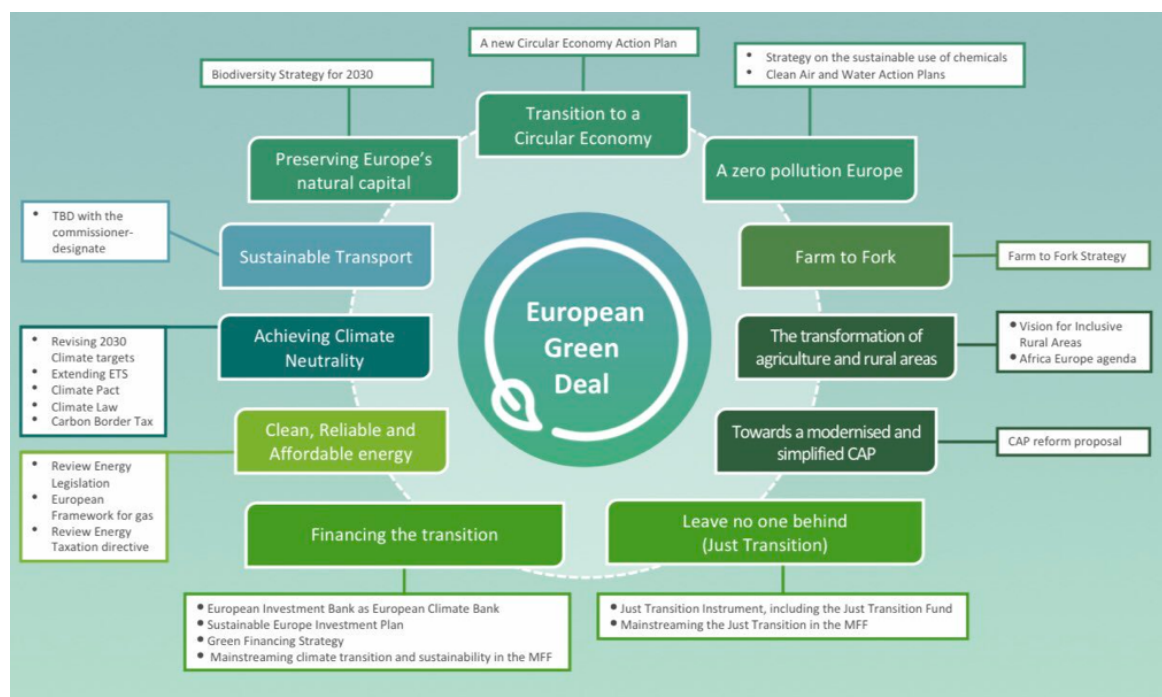 A new Circular Economy Action Plan
Biodiversity Strategy for 2030
• Strategy on the sustainable use of chemicals
• Clean Air and Water Action Plans
Transition to a
Circular Economy
Preserving Europe's
natural capital
A zero pollution Europe
• TBD with the
commissioner-
designate
Sustainable Transport
Farm to Fork
Farm to Fork Strategy
European
Green
Deal
• Revising 2030
Climate targets
• Extending ETS
• Climate Pact
• Climate Law
• Carbon Border Tax
Achieving Climate
Neutrality
The transformation of
agriculture and rural areas
• Vision for Inclusive
Rural Areas
• Africa Europe agenda
Clean, Reliable and
Affordable energy
Towards a modernised and
simplified CAP
CAP reform proposal
• Review Energy
Legislation
• European
Framework for gas
• Review Energy
Taxation directive
Financing the transition
Leave no one behind
(Just Transition)
• European Investment Bank as European Climate Bank
• Sustainable Europe Investment Plan
• Green Financing Strategy
• Mainstreaming climate transition and sustainability in the MFF
• Just Transition Instrument, including the Just Transition Fund
• Mainstreaming the Just Transition in the MFF